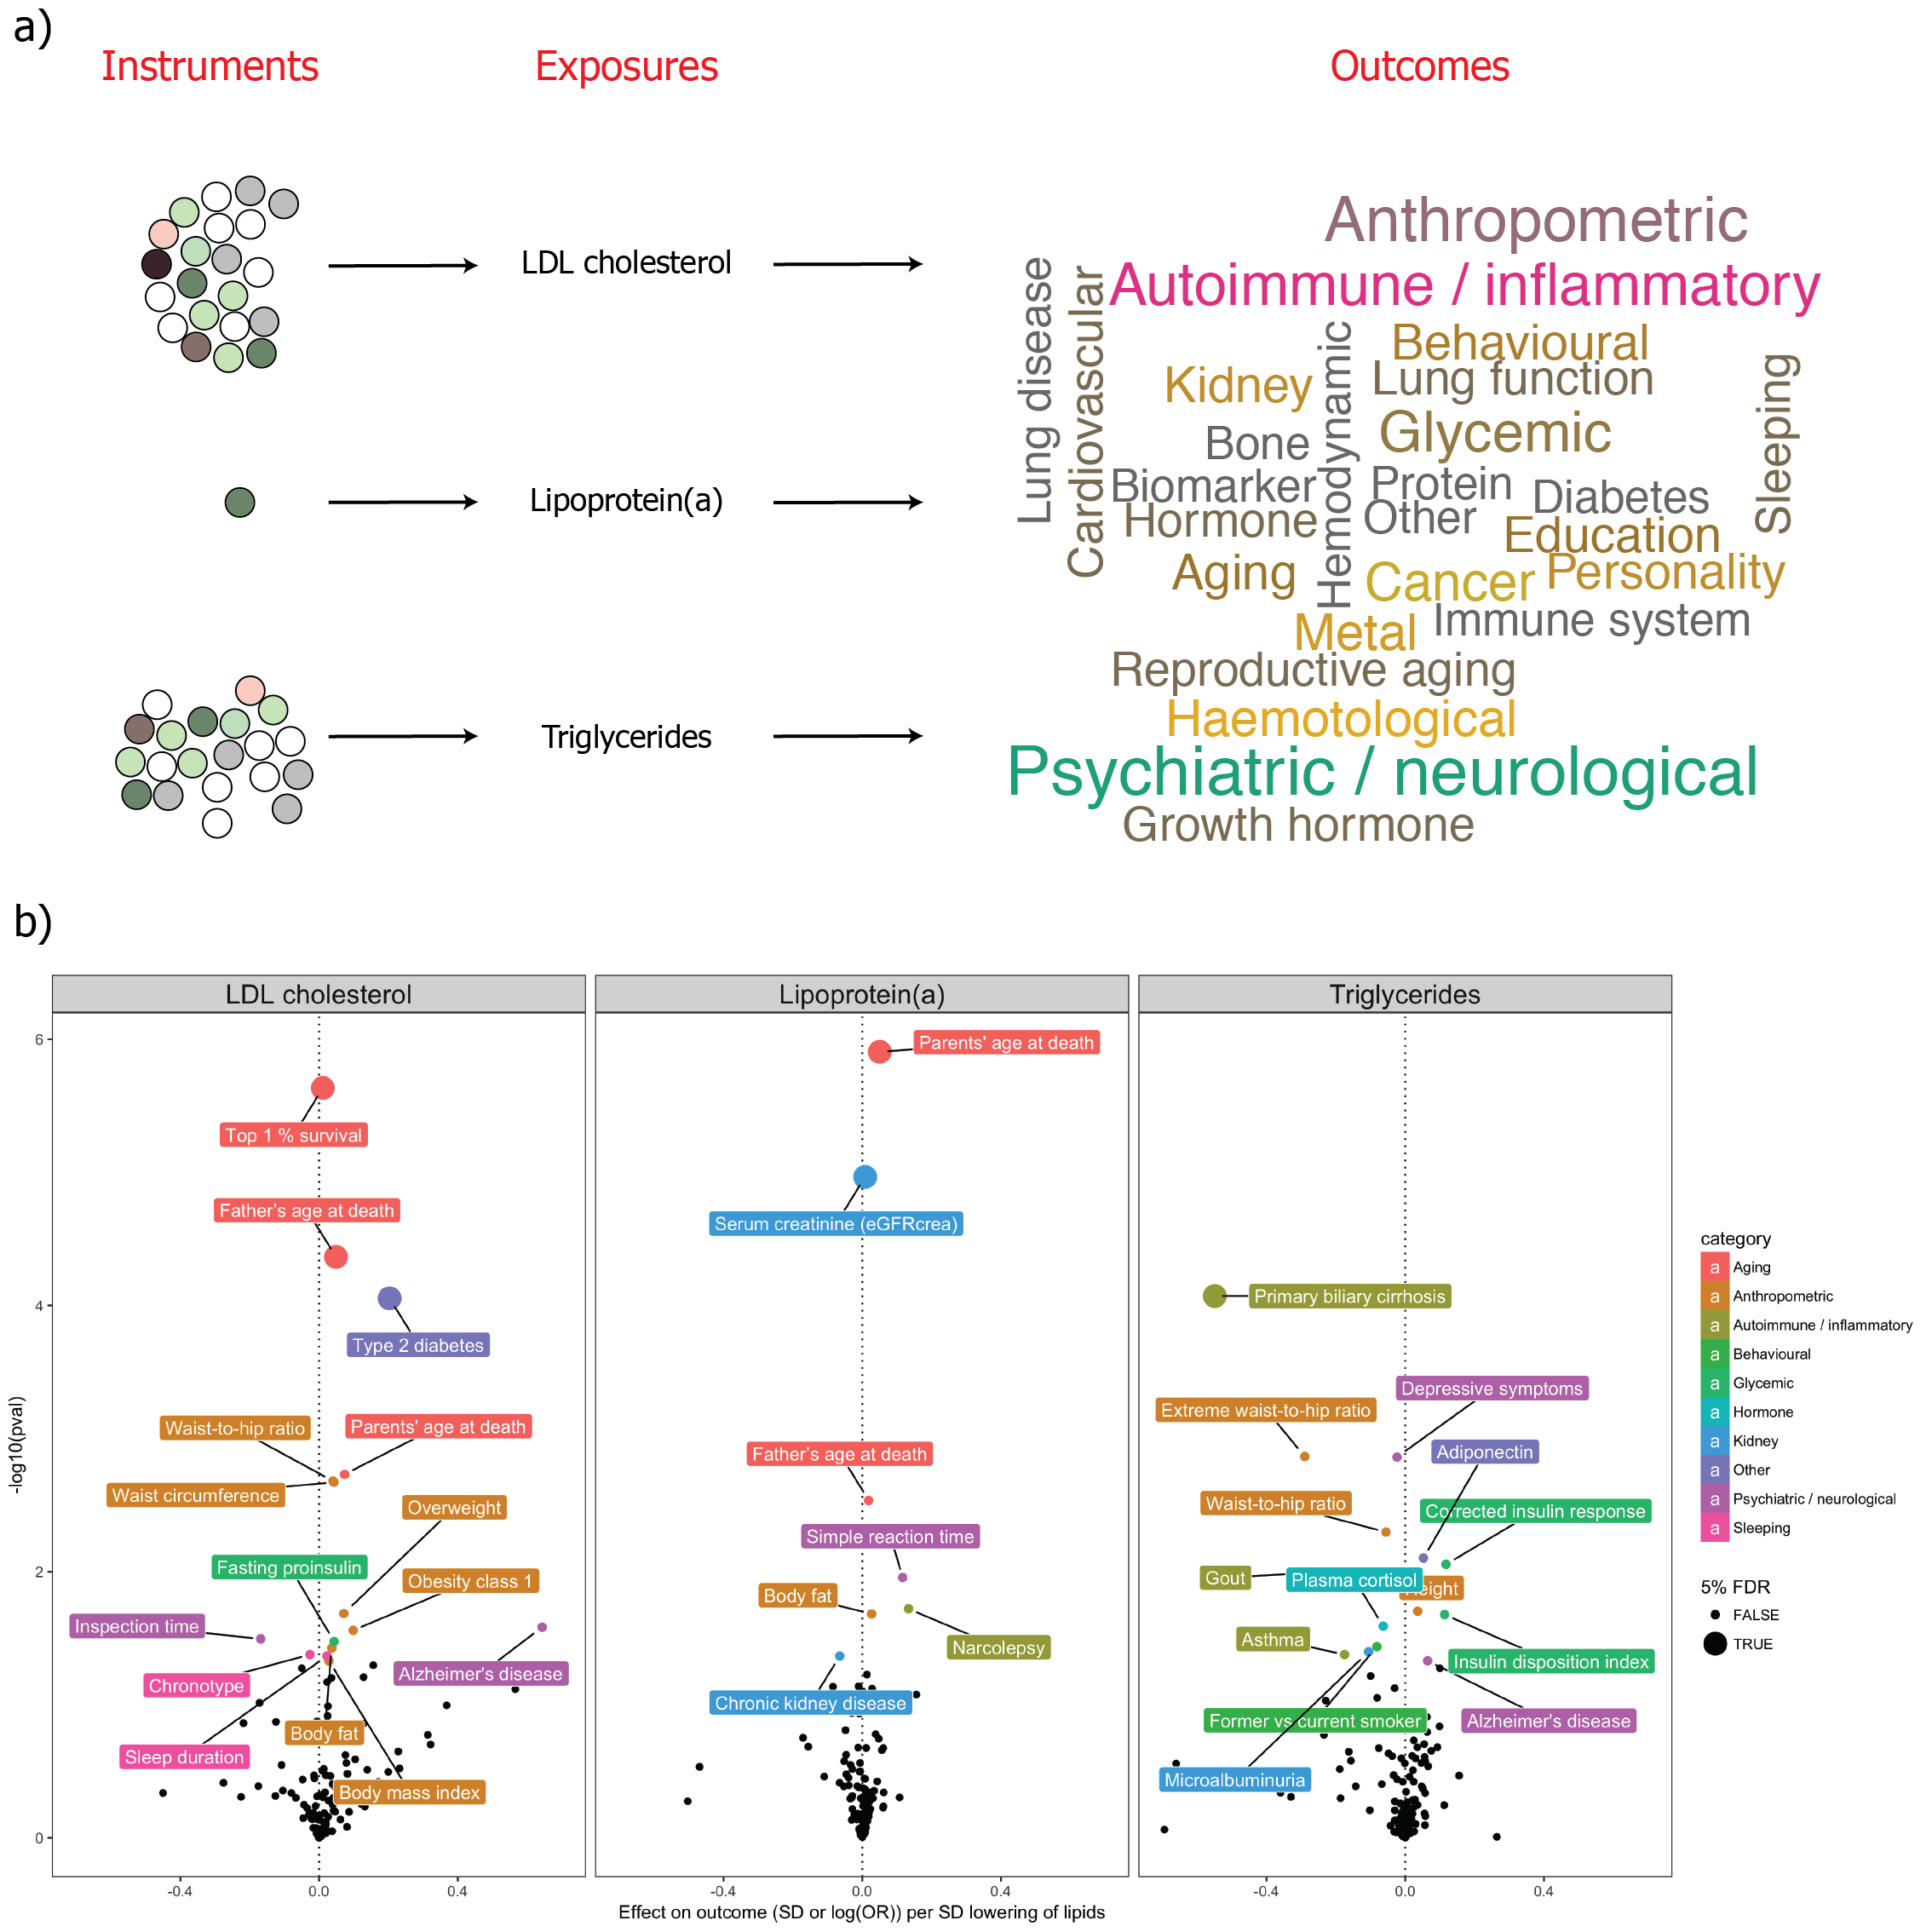 a)
Instruments
Exposures
Outcomes
LDL cholesterol
Lipoprotein(a)
Triglycerides
Anthropometric
Autoimmune / inflammatory
Lung disease
Cardiovascular
Hemodynamic
Behavioural
Kidney
Lung function
Sleeping
Bone
Glycemic
Biomarker
Protein
Diabetes
Hormone
Other
Education
Aging
Cancer
Personality
Metal
Immune system
Reproductive aging
Haemotological
Psychiatric / neurological
Growth hormone
b)
LDL cholesterol
Lipoprotein(a)
Triglycerides
-log10(pval)
6
4
2
0
Top 1 % survival
Father's age at death
Type 2 diabetes
Waist-to-hip ratio
Parents' age at death
Waist circumference
Overweight
Fasting proinsulin
Obesity class 1
Inspection time
Alzheimer's disease
Chronotype
Body fat
Sleep duration
Body mass index
Parents' age at death
Serum creatinine (eGFRcrea)
Father's age at death
Simple reaction time
Body fat
Narcolepsy
Chronic kidney disease
Primary biliary cirrhosis
Depressive symptoms
Extreme waist-to-hip ratio
Adiponectin
Waist-to-hip ratio
Corrected insulin response
Gout
Plasma cortisol
Asthma
Insulin disposition index
Former vs current smoker
Alzheimer's disease
Microalbuminuria
-0.4 0.0 0.4
-0.4 0.0 0.4
-0.4 0.0 0.4
Effect on outcome (SD or log(OR)) per SD lowering of lipids
category
a Aging
a Anthropometric
a Autoimmune / inflammatory
a Behavioural
a Glycemic
a Hormone
a Kidney
a Other
a Psychiatric / neurological
a Sleeping
5% FDR
FALSE
TRUE